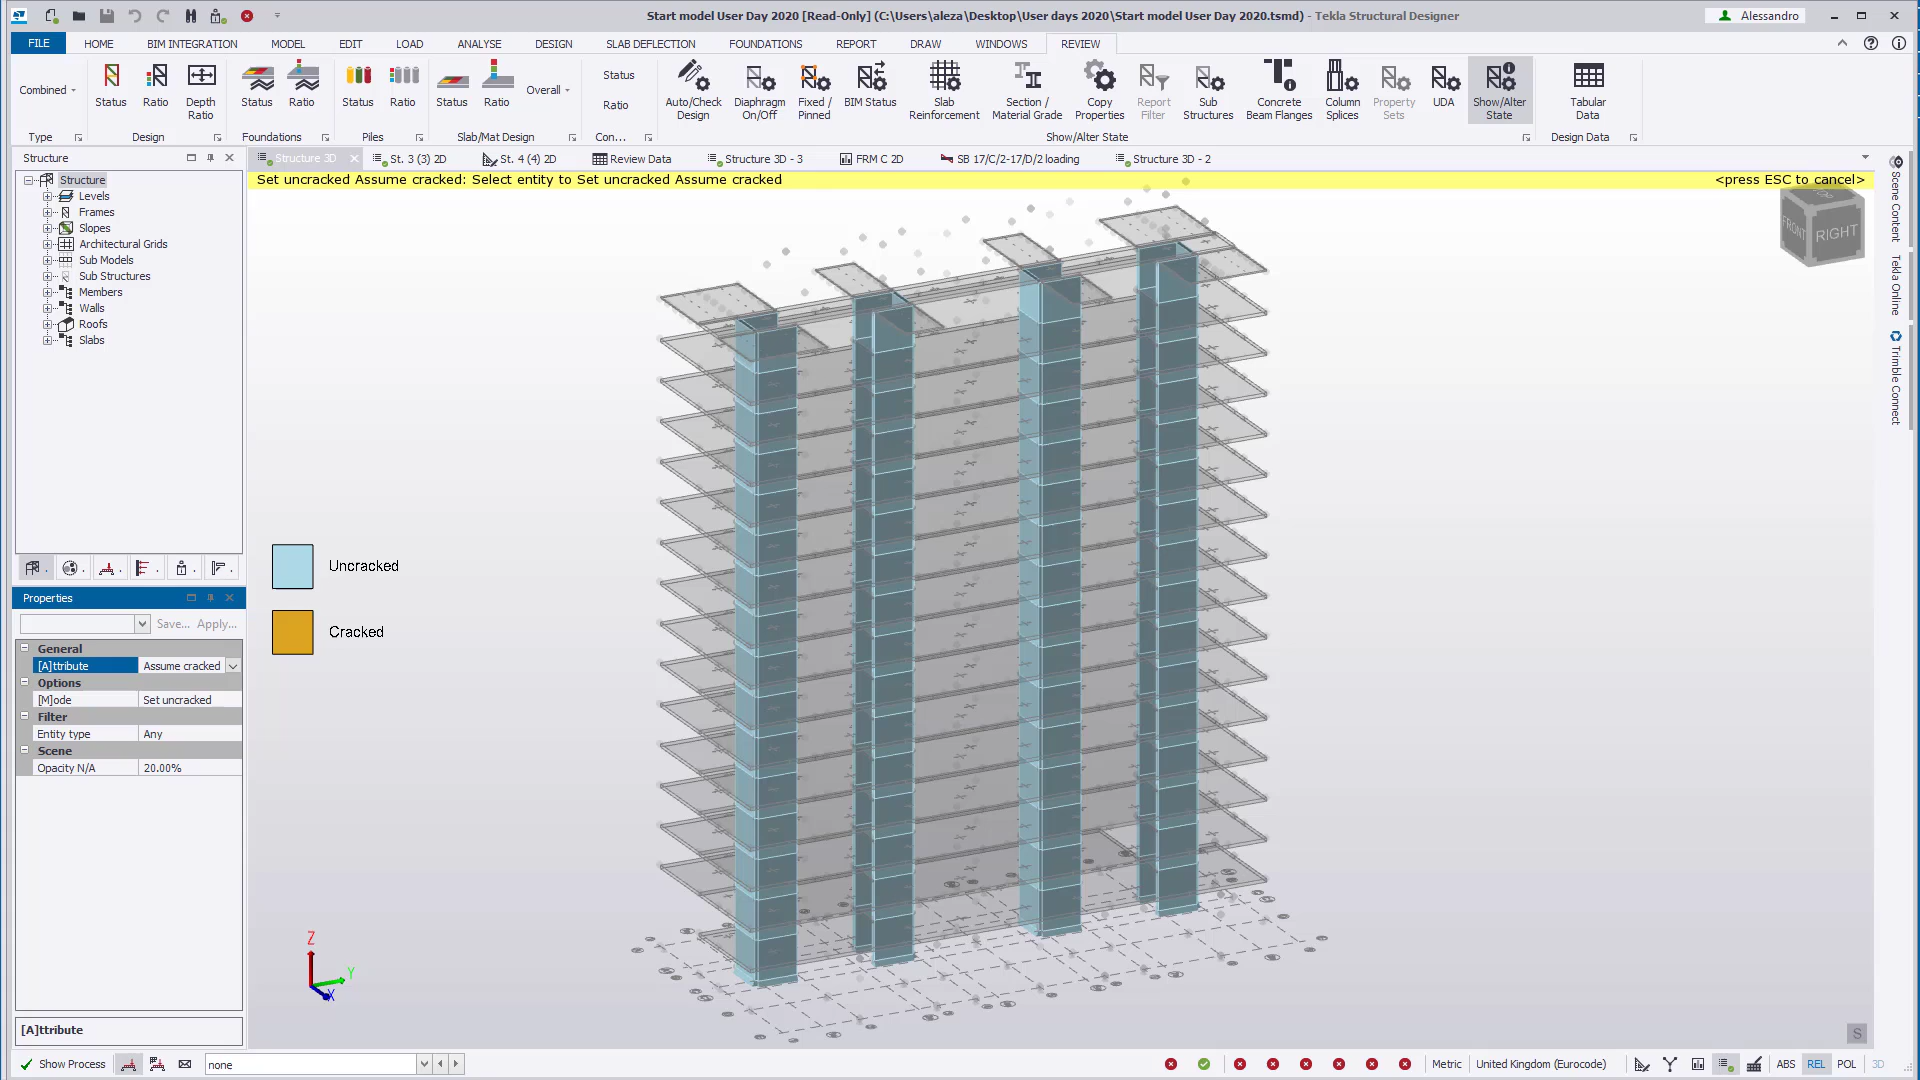 Start model User Day 2020 [Read-Only] (C:\Users\aleza\Desktop\User days 2020\Start model User Day 2020.tsmd) - Tekla Structural Designer
Alessandro
FILE HOME BIM INTEGRATION MODEL EDIT LOAD ANALYSE DESIGN SLAB DEFLECTION FOUNDATIONS REPORT DRAW WINDOWS REVIEW
Combined
Type
Status
Ratio
Depth
Ratio
Design
Status
Ratio
Foundations
Status
Ratio
Piles
Status
Ratio
Overall
Slab/Mat Design
Status
Ratio
Con...
Auto/Check
Design
Diaphragm
On/Off
Fixed /
Pinned
BIM Status
Slab
Reinforcement
Section /
Material Grade
Copy
Properties
Report
Filter
Sub
Structures
Concrete
Beam Flanges
Column
Splices
Property
Sets
UDA
Show/Alter
State
Show/Alter State
Tabular
Data
Design Data
Structure
Structure 3D
St. 3 (3) 2D
St. 4 (4) 2D
Review Data
Structure 3D - 3
FRM C 2D
SB 17/C/2-17/D/2 loading
Structure 3D - 2
Set uncracked Assume cracked: Select entity to Set uncracked Assume cracked
<press ESC to cancel>
Structure
Levels
Frames
Slopes
Architectural Grids
Sub Models
Sub Structures
Members
Walls
Roofs
Slabs
FRONT
RIGHT
Scene Content
Tekla Online
Trimble Connect
Uncracked
Cracked
Properties
Save... Apply...
General
[A]ttribute Assume cracked
Options
[M]ode Set uncracked
Filter
Entity type Any
Scene
Opacity N/A 20.00%
Z
Y
X
S
[A]ttribute
Show Process
none
Metric
United Kingdom (Eurocode)
ABS
REL
POL
3D